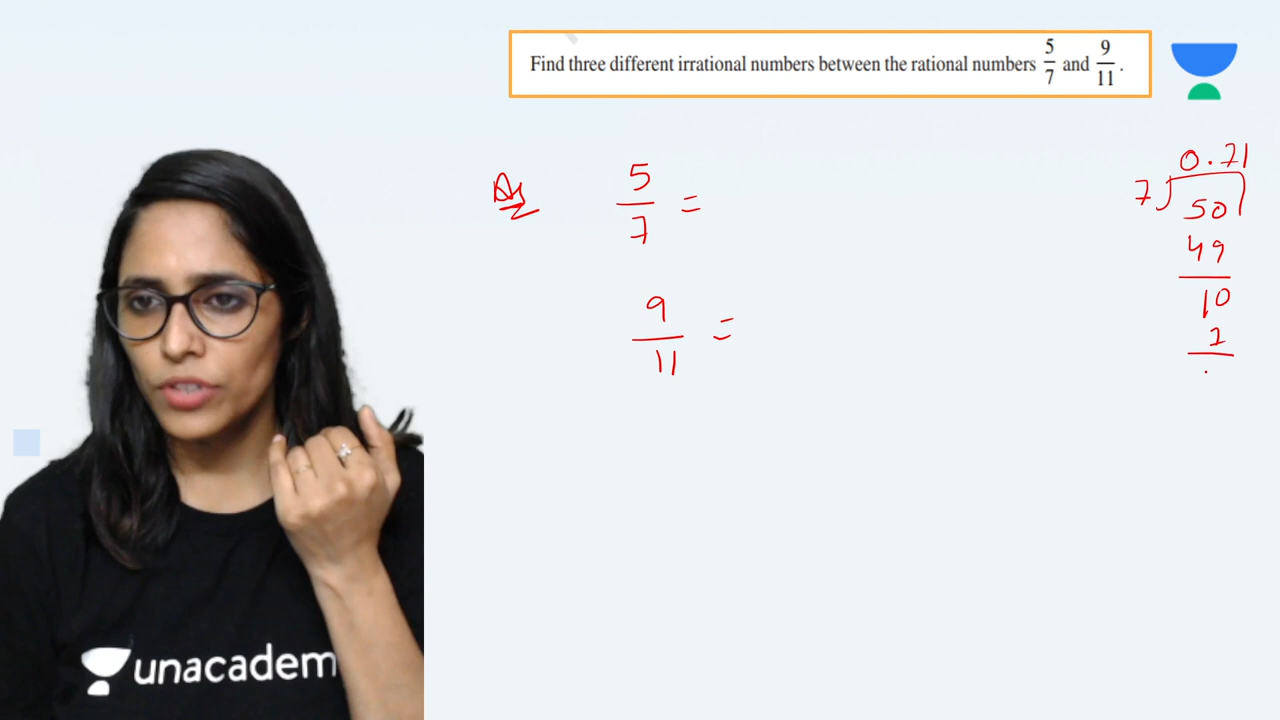 Find three different irrational numbers between the rational numbers 5/7 and 9/11.
Ans
5/7 =
9/11 =
0.71
7 ) 50
49
10
7
unacadem